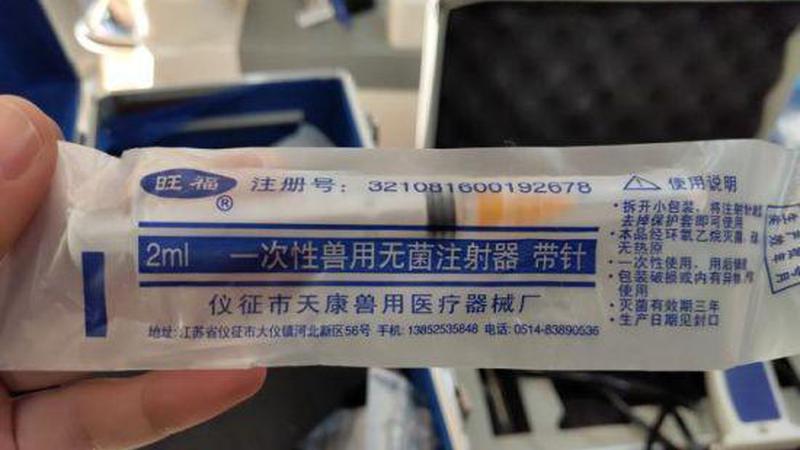 旺福®
注册号：321081600192678
2ml 一次性兽用无菌注射器 带针
仪征市天康兽用医疗器械厂
地址：江苏省仪征市大仪镇河北新区56号 手机：13852535848 电话：0514-83890536
使用说明
·拆开小包装，将注射针
去掉保护套即可使用
·本品经环氧乙烷灭菌
无热原
·一次性使用，用后
·包装破损或内有异物
使用
·灭菌有效期三年
·生产日期见封口